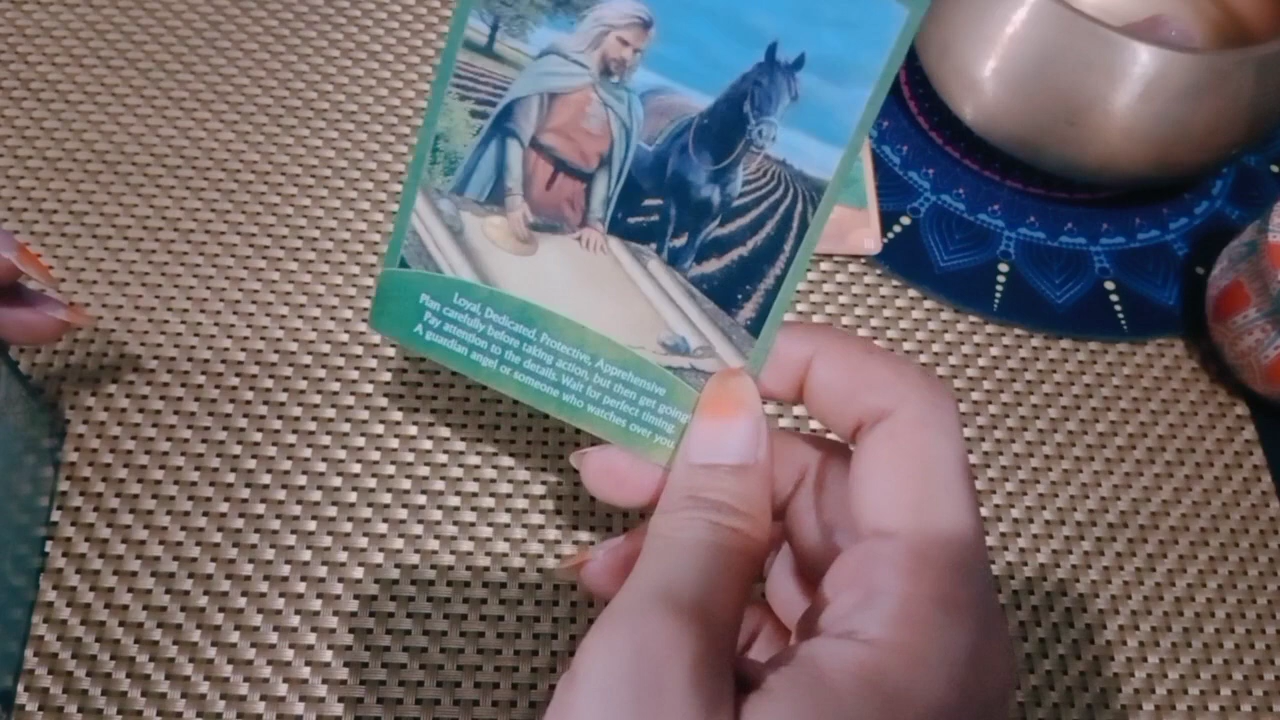 Loyal, Dedicated, Protective, Apprehensive
Plan carefully before taking action, but then get going!
Pay attention to the details. Wait for perfect timing.
A guardian angel or someone who watches over you.